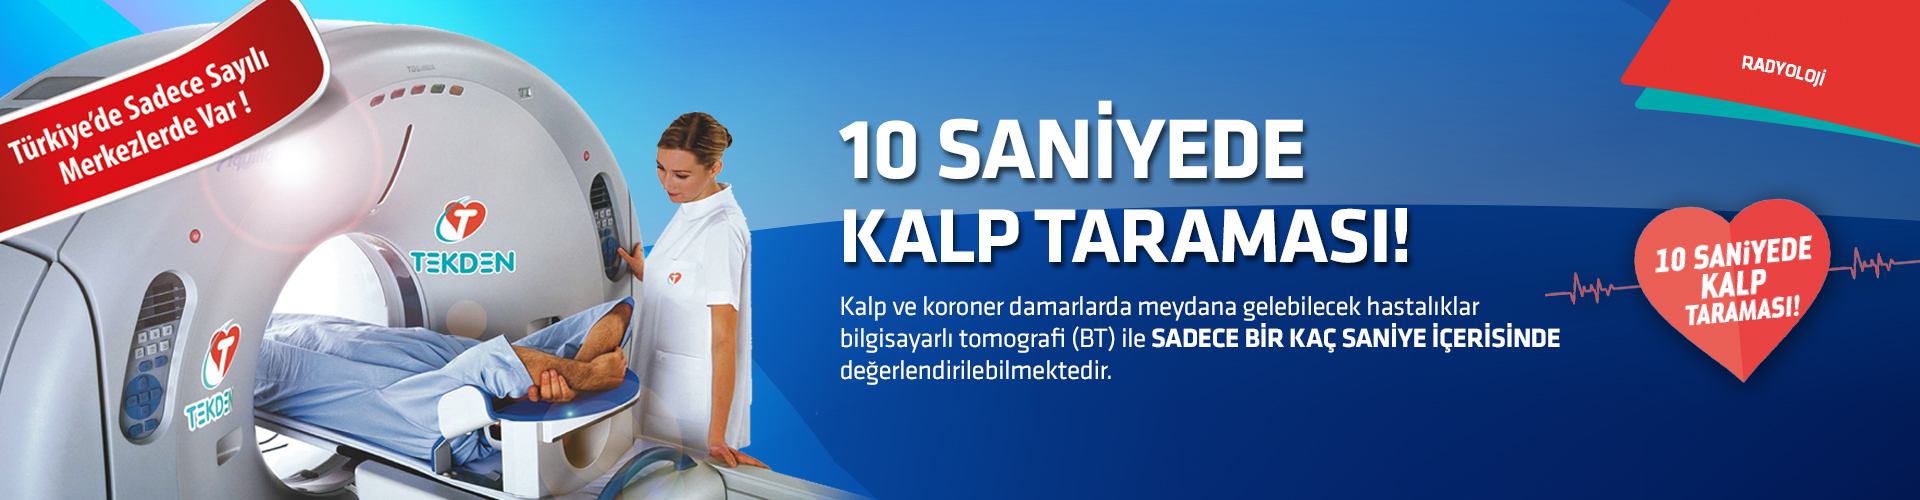 Türkiye'de Sadece Sayılı
Merkezlerde Var !
TOSHIBA
TEKDEN
TEKDEN
10 SANİYEDE
KALP TARAMASI!
Kalp ve koroner damarlarda meydana gelebilecek hastalıklar
bilgisayarlı tomografi (BT) ile SADECE BİR KAÇ SANİYE İÇERİSİNDE
değerlendirilebilmektedir.
RADYOLOJİ
10 SANİYEDE
KALP
TARAMASI!